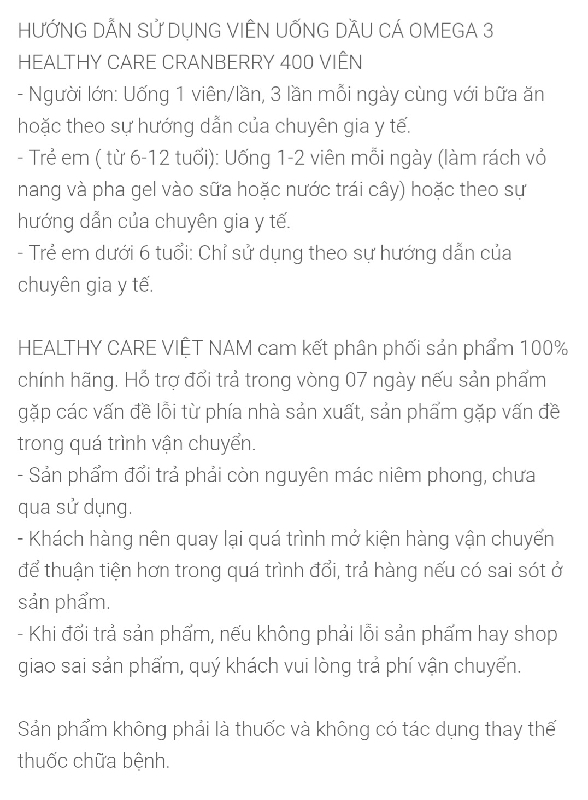 HƯỚNG DẪN SỬ DỤNG VIÊN UỐNG DẦU CÁ OMEGA 3
HEALTHY CARE CRANBERRY 400 VIÊN
- Người lớn: Uống 1 viên/lần, 3 lần mỗi ngày cùng với bữa ăn
hoặc theo sự hướng dẫn của chuyên gia y tế.
- Trẻ em ( từ 6-12 tuổi): Uống 1-2 viên mỗi ngày (làm rách vỏ
nang và pha gel vào sữa hoặc nước trái cây) hoặc theo sự
hướng dẫn của chuyên gia y tế.
- Trẻ em dưới 6 tuổi: Chỉ sử dụng theo sự hướng dẫn của
chuyên gia y tế.

HEALTHY CARE VIỆT NAM cam kết phân phối sản phẩm 100%
chính hãng. Hỗ trợ đổi trả trong vòng 07 ngày nếu sản phẩm
gặp các vấn đề lỗi từ phía nhà sản xuất, sản phẩm gặp vấn đề
trong quá trình vận chuyển.
- Sản phẩm đổi trả phải còn nguyên mác niêm phong, chưa
qua sử dụng.
- Khách hàng nên quay lại quá trình mở kiện hàng vận chuyển
để thuận tiện hơn trong quá trình đổi, trả hàng nếu có sai sót ở
sản phẩm.
- Khi đổi trả sản phẩm, nếu không phải lỗi sản phẩm hay shop
giao sai sản phẩm, quý khách vui lòng trả phí vận chuyển.

Sản phẩm không phải là thuốc và không có tác dụng thay thế
thuốc chữa bệnh.